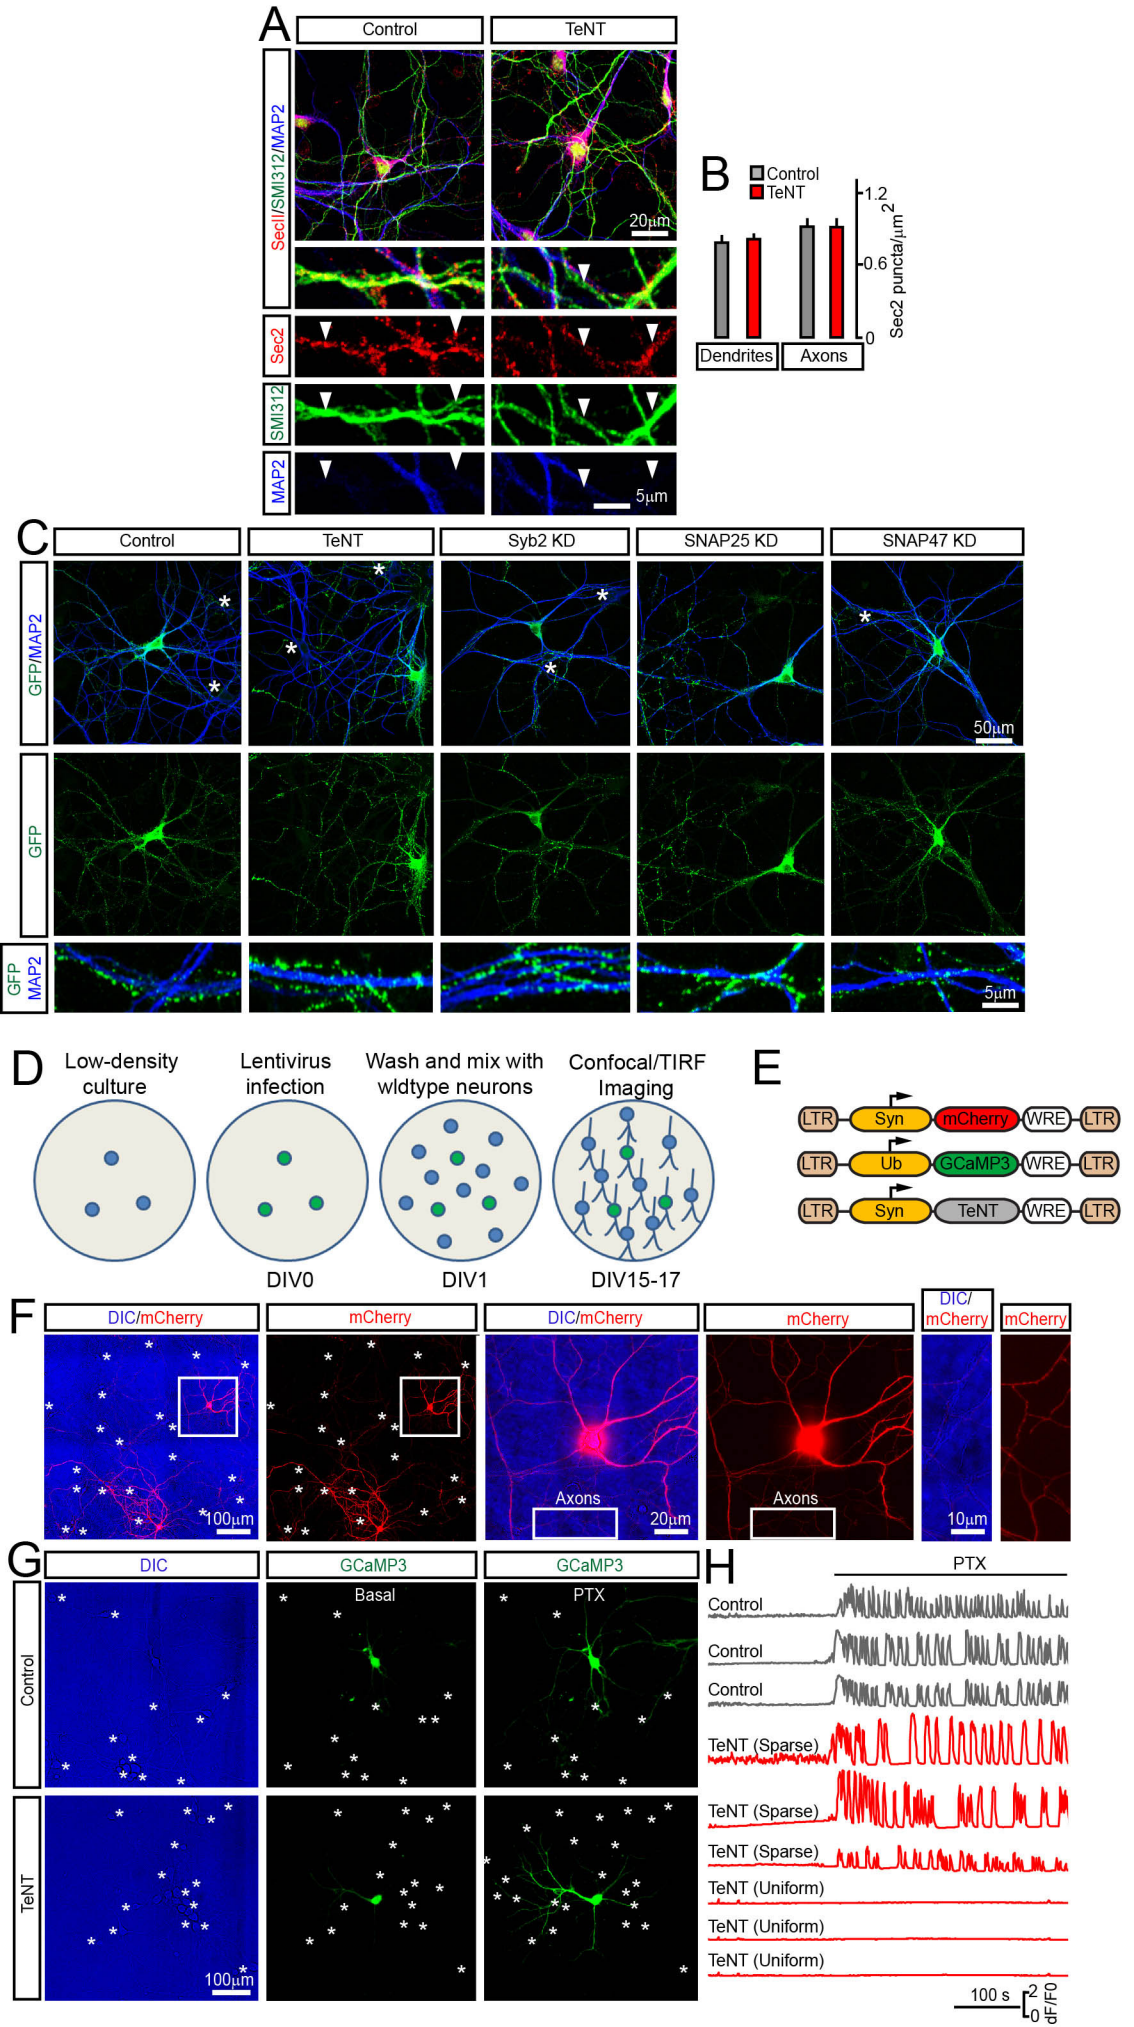 A
Control
TeNT
SecII/SMI312/MAP2
20µm
Sec2
SMI312
MAP2
5µm
B
Control
TeNT
1.2
0.6
0
Sec2 puncta/µm2
Dendrites
Axons
C
Control
TeNT
Syb2 KD
SNAP25 KD
SNAP47 KD
GFP/MAP2
50µm
GFP
GFP
MAP2
5µm
D
Low-density
culture
Lentivirus
infection
Wash and mix with
wldtype neurons
Confocal/TIRF
Imaging
DIV0
DIV1
DIV15-17
E
LTR
Syn
mCherry
WRE
LTR
LTR
Ub
GCaMP3
WRE
LTR
LTR
Syn
TeNT
WRE
LTR
F
DIC/mCherry
mCherry
DIC/mCherry
mCherry
DIC/
mCherry
mCherry
100µm
Axons
20µm
Axons
10µm
G
DIC
GCaMP3
GCaMP3
Control
Basal
PTX
TeNT
100µm
H
PTX
Control
Control
Control
TeNT (Sparse)
TeNT (Sparse)
TeNT (Sparse)
TeNT (Uniform)
TeNT (Uniform)
TeNT (Uniform)
100 s
2
0
dF/F0